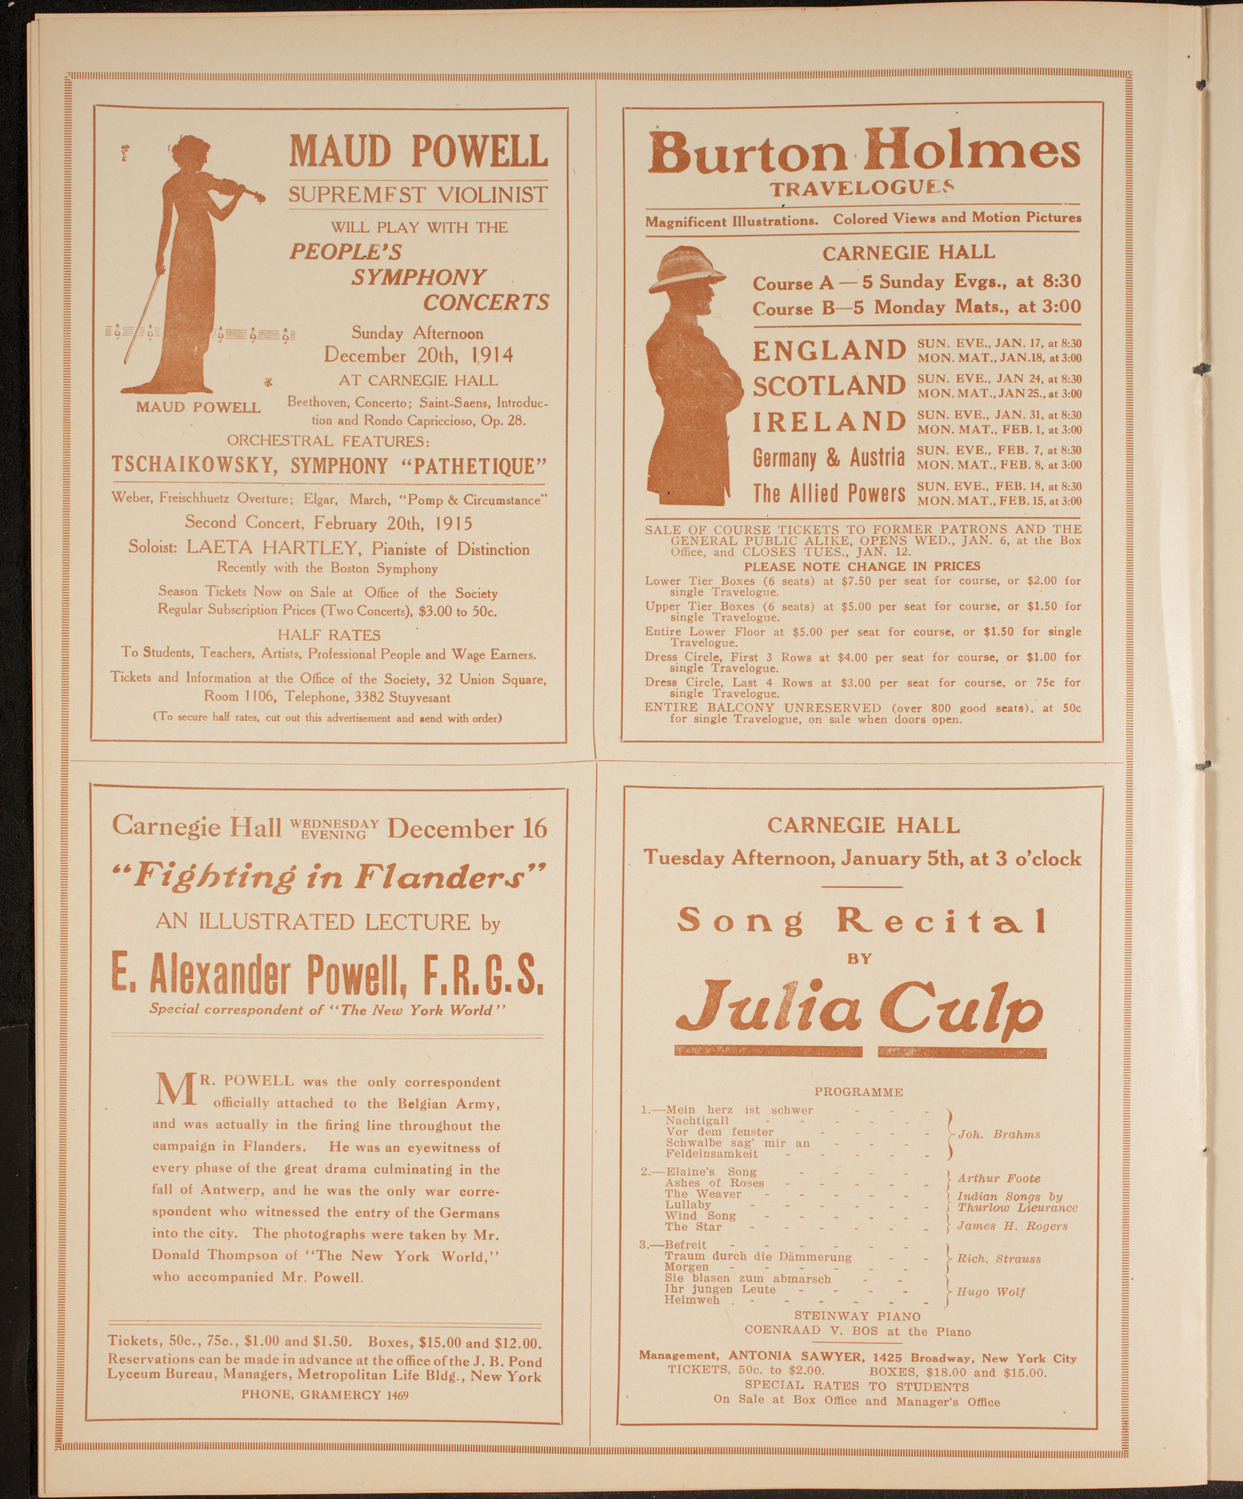 MAUD POWELL
SUPREMEST VIOLINIST
WILL PLAY WITH THE
PEOPLE'S
SYMPHONY
CONCERTS
Sunday Afternoon
December 20th, 1914
AT CARNEGIE HALL
MAUD POWELL
Beethoven, Concerto; Saint-Saens, Introduc-
tion and Rondo Capriccioso, Op. 28.
ORCHESTRAL FEATURES:
TSCHAIKOWSKY, SYMPHONY "PATHETIQUE"
Weber, Freischhuetz Overture; Elgar, March, "Pomp & Circumstance"
Second Concert, February 20th, 1915
Soloist: LAETA HARTLEY, Pianiste of Distinction
Recently with the Boston Symphony
Season Tickets Now on Sale at Office of the Society
Regular Subscription Prices (Two Concerts), $3.00 to 50c.
HALF RATES
To Students, Teachers, Artists, Professional People and Wage Earners.
Tickets and Information at the Office of the Society, 32 Union Square,
Room 1106, Telephone, 3382 Stuyvesant
(To secure half rates, cut out this advertisement and send with order)
Burton Holmes
TRAVELOGUES
Magnificent Illustrations. Colored Views and Motion Pictures
CARNEGIE HALL
Course A—5 Sunday Evgs., at 8:30
Course B—5 Monday Mats., at 3:00
ENGLAND SUN. EVE., JAN. 17, at 8:30
MON. MAT., JAN.18, at 3:00
SCOTLAND SUN. EVE., JAN 24, at 8:30
MON. MAT., JAN 25., at 3:00
IRELAND SUN. EVE., JAN. 31, at 8:30
MON. MAT., FEB. 1, at 3:00
Germany & Austria SUN. EVE., FEB. 7, at 8:30
MON. MAT., FEB. 8, at 3:00
The Allied Powers SUN. EVE., FEB. 14, at 8:30
MON. MAT., FEB. 15, at 3:00
SALE OF COURSE TICKETS TO FORMER PATRONS AND THE
GENERAL PUBLIC ALIKE, OPENS WED., JAN. 6, at the Box
Office, and CLOSES TUES., JAN. 12.
PLEASE NOTE CHANGE IN PRICES
Lower Tier Boxes (6 seats) at $7.50 per seat for course, or $2.00 for
single Travelogue.
Upper Tier Boxes (6 seats) at $5.00 per seat for course, or $1.50 for
single Travelogue.
Entire Lower Floor at $5.00 per seat for course, or $1.50 for single
Travelogue.
Dress Circle, First 3 Rows at $4.00 per seat for course, or $1.00 for
single Travelogue.
Dress Circle, Last 4 Rows at $3.00 per seat for course, or 75c for
single Travelogue.
ENTIRE BALCONY UNRESERVED (over 800 good seats), at 50c
for single Travelogue, on sale when doors open.
Carnegie Hall WEDNESDAY EVENING December 16
"Fighting in Flanders"
AN ILLUSTRATED LECTURE by
E. Alexander Powell, F.R.G.S.
Special correspondent of "The New York World"
MR. POWELL was the only correspondent
officially attached to the Belgian Army,
and was actually in the firing line throughout the
campaign in Flanders. He was an eyewitness of
every phase of the great drama culminating in the
fall of Antwerp, and he was the only war corre-
spondent who witnessed the entry of the Germans
into the city. The photographs were taken by Mr.
Donald Thompson of "The New York World,"
who accompanied Mr. Powell.
Tickets, 50c., 75c., $1.00 and $1.50. Boxes, $15.00 and $12.00.
Reservations can be made in advance at the office of the J. B. Pond
Lyceum Bureau, Managers, Metropolitan Life Bldg., New York
PHONE, GRAMERCY 1469
CARNEGIE HALL
Tuesday Afternoon, January 5th, at 3 o'clock
Song Recital
BY
Julia Culp
PROGRAMME
1.—Mein herz ist schwer - - -
Nachtigall - - - - -
Vor dem fenster - - - -
Schwalbe sag' mir an - - - -
Feldeinsamkeit - - - - -
Joh. Brahms
2.—Elaine's Song - - - -
Ashes of Roses - - - - -
Arthur Foote
The Weaver - - - - -
Lullaby - - - - - -
Indian Songs by
Thurlow Lieurance
Wind Song - - - - -
The Star - - - - - -
James H. Rogers
3.—Befreit - - - - - -
Traum durch die Dämmerung - - -
Morgen - - - - - -
Rich. Strauss
Sie blasen zum abmarsch - -
Ihr jungen Leute - - - -
Heimweh - - - - - -
Hugo Wolf
STEINWAY PIANO
COENRAAD V. BOS at the Piano
Management, ANTONIA SAWYER, 1425 Broadway, New York City
TICKETS, 50c. to $2.00. BOXES, $18.00 and $15.00.
SPECIAL RATES TO STUDENTS
On Sale at Box Office and Manager's Office